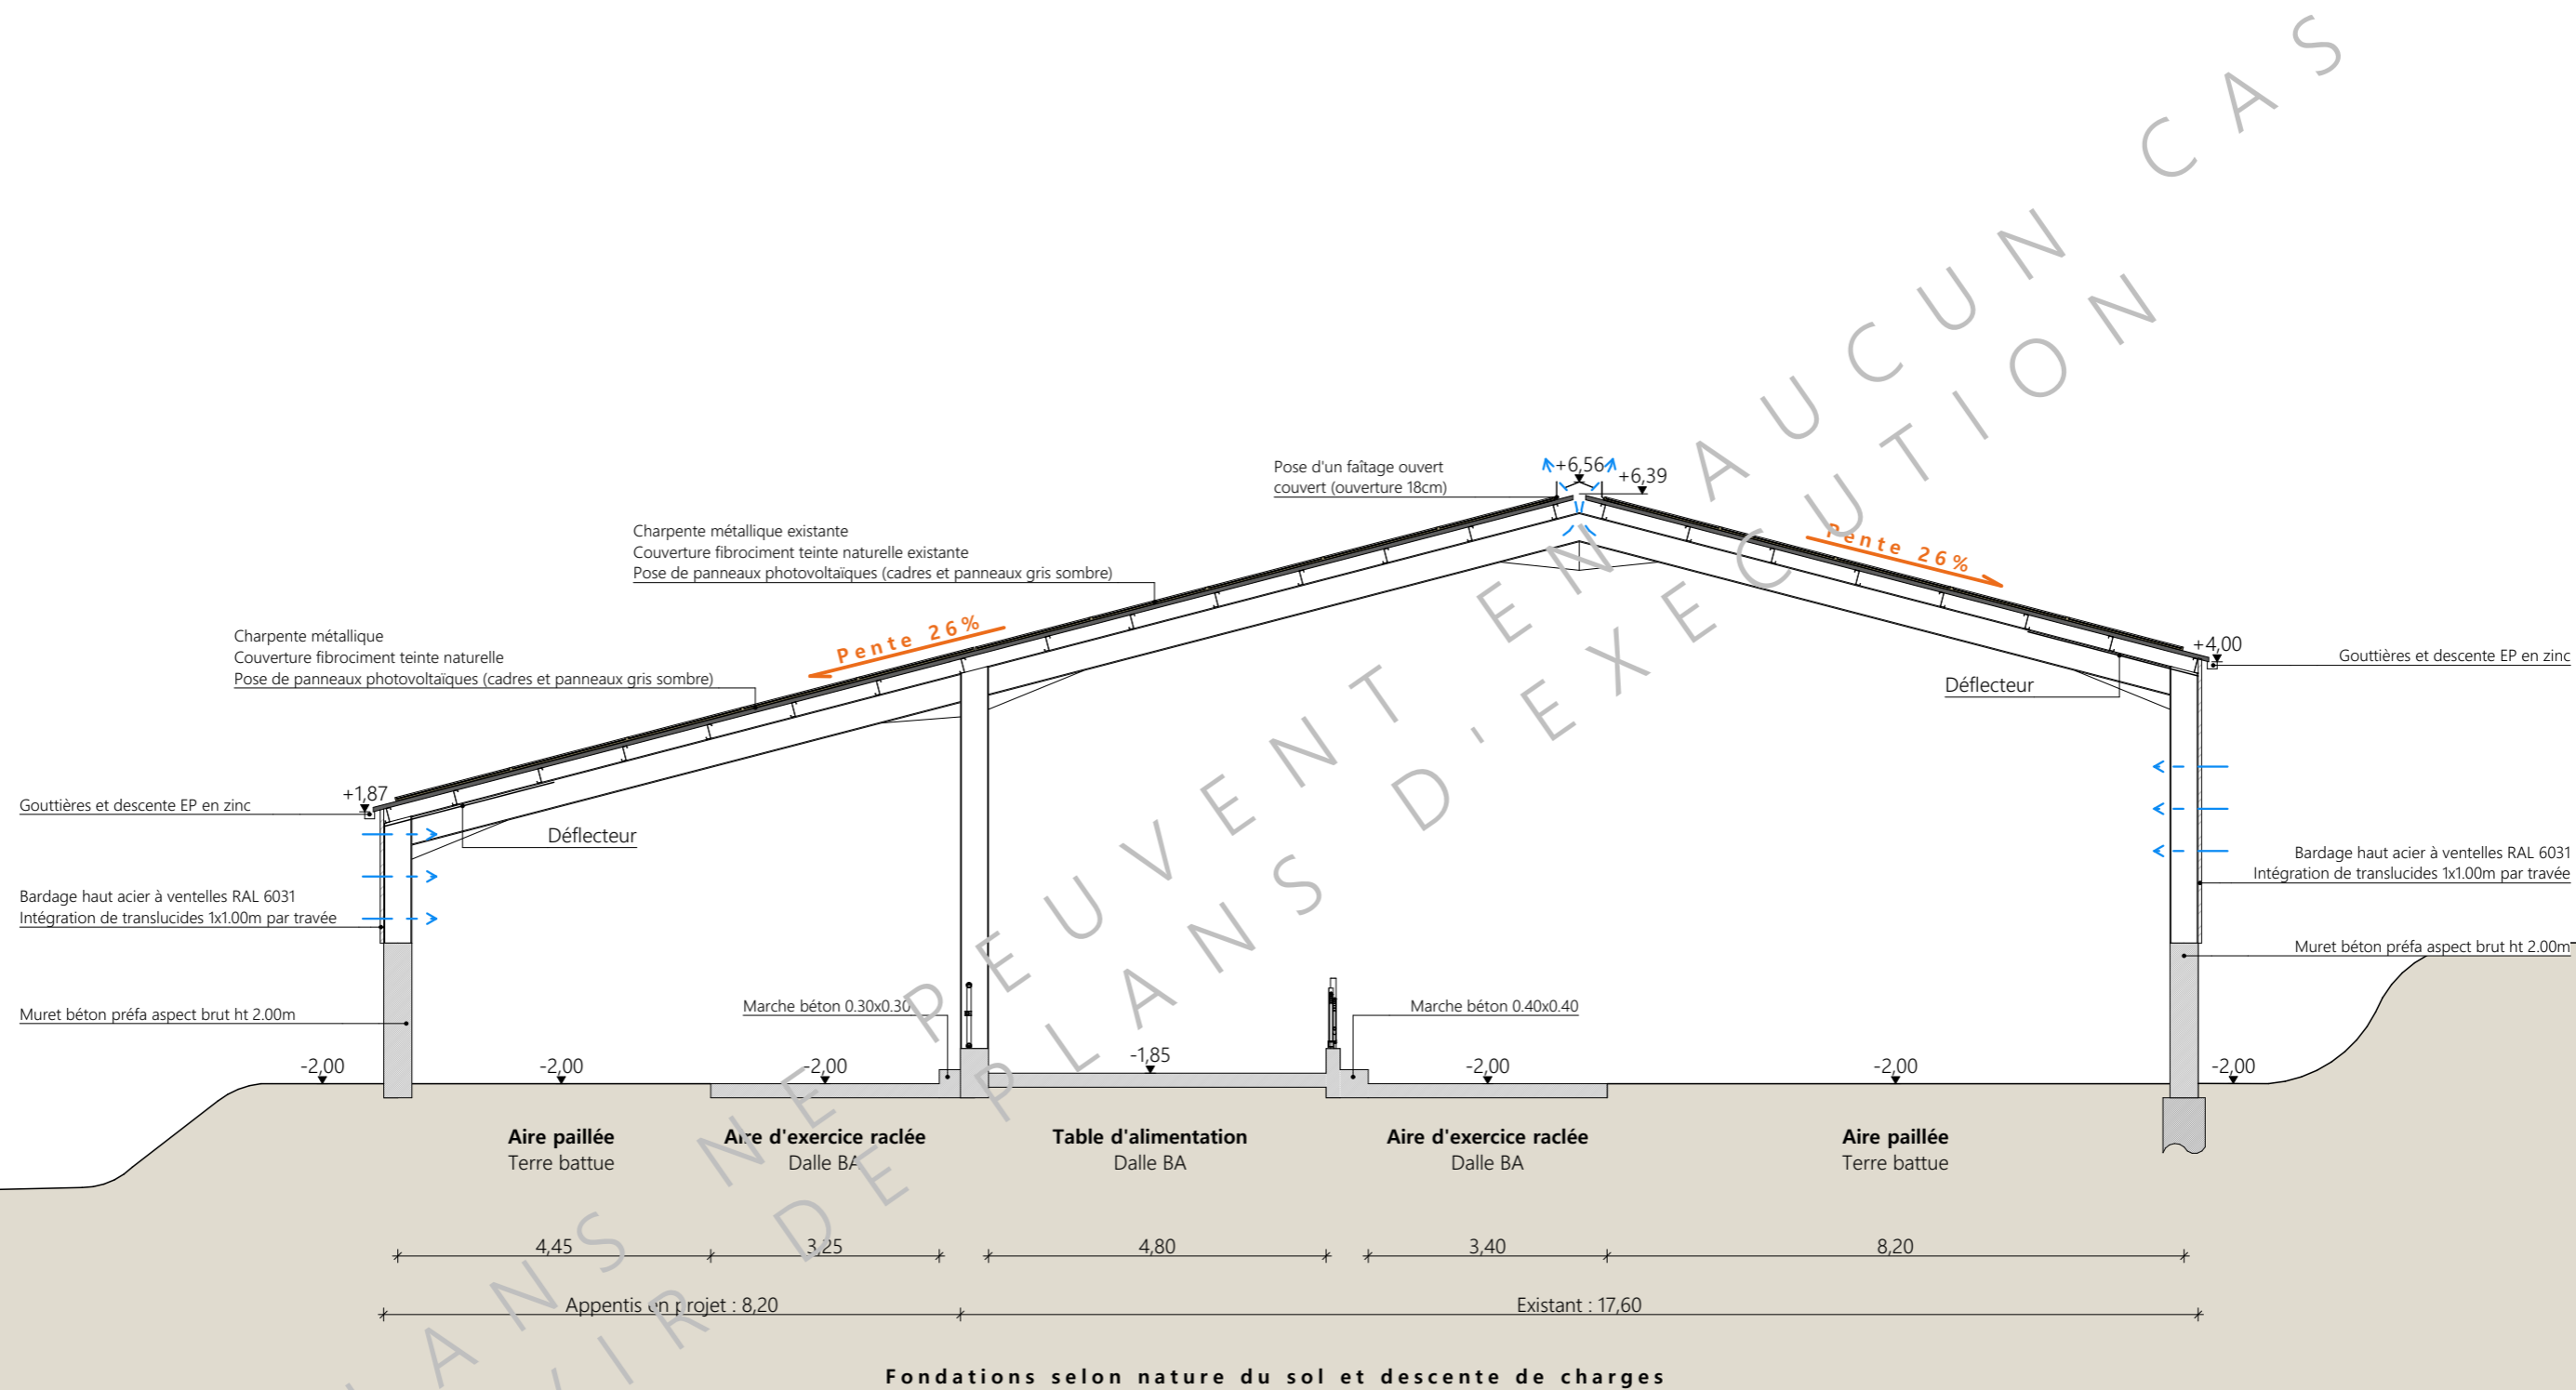 +6,56
+6,39
Pose d'un faîtage ouvert
couvert (ouverture 18cm)
Charpente métallique existante
Couverture fibrociment teinte naturelle existante
Pose de panneaux photovoltaïques (cadres et panneaux gris sombre)
Pente 26%
Pente 26%
Charpente métallique
Couverture fibrociment teinte naturelle
Pose de panneaux photovoltaïques (cadres et panneaux gris sombre)
+4,00
Gouttières et descente EP en zinc
Déflecteur
+1,87
Gouttières et descente EP en zinc
Déflecteur
Bardage haut acier à ventelles RAL 6031
Intégration de translucides 1x1.00m par travée
Bardage haut acier à ventelles RAL 6031
Intégration de translucides 1x1.00m par travée
Muret béton préfa aspect brut ht 2.00m
Muret béton préfa aspect brut ht 2.00m
Marche béton 0.30x0.30
Marche béton 0.40x0.40
-2,00
-2,00
-2,00
-1,85
-2,00
-2,00
-2,00
Aire paillée
Terre battue
Aire d'exercice raclée
Dalle BA
Table d'alimentation
Dalle BA
Aire d'exercice raclée
Dalle BA
Aire paillée
Terre battue
4,45
3,25
4,80
3,40
8,20
Appentis en projet : 8,20
Existant : 17,60
Fondations selon nature du sol et descente de charges
NE PEUVENT EN AUCUN CAS
DE PLANS D'EXECUTION